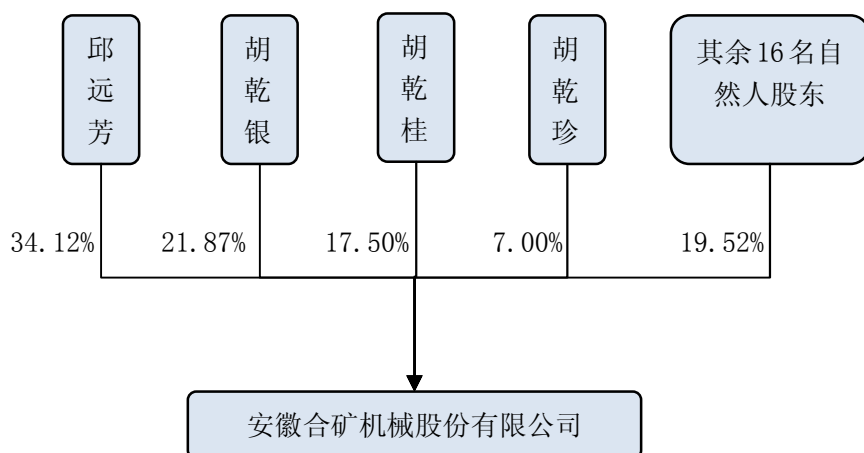 邱远芳
胡乾银
胡乾桂
胡乾珍
其余16名自
然人股东
34.12%
21.87%
17.50%
7.00%
19.52%
安徽合矿机械股份有限公司